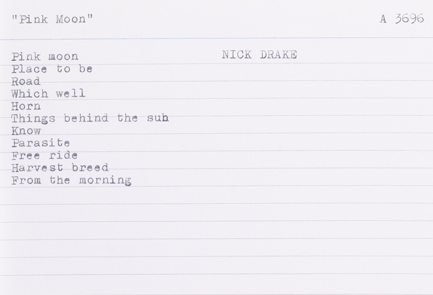 "Pink Moon" A 3696
Pink moon NICK DRAKE
Place to be
Road
Which well
Horn
Things behind the suh
Know
Parasite
Free ride
Harvest breed
From the morning